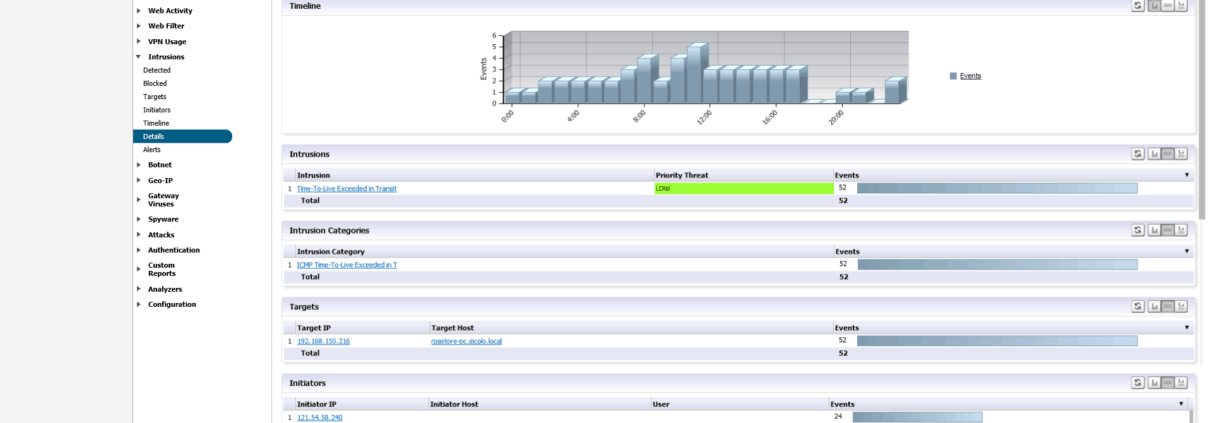 Web Activity
Web Filter
VPN Usage
Intrusions
Detected
Blocked
Targets
Initiators
Timeline
Details
Alerts
Botnet
Geo-IP
Gateway
Viruses
Spyware
Attacks
Authentication
Custom
Reports
Analyzers
Configuration
Timeline
6
5
4
3
2
1
0
Events
0:00
4:00
8:00
12:00
16:00
20:00
Events
Intrusions
Intrusion Priority Threat Events
1 Time-To-Live Exceeded in Transit LOW 52
Total 52
Intrusion Categories
Intrusion Category Events
1 ICMP Time-To-Live Exceeded in T 52
Total 52
Targets
Target IP Target Host Events
1 192.168.150.216 rpastore-pc.sicolo.local 52
Total 52
Initiators
Initiator IP Initiator Host User Events
1 121.54.58.240 24